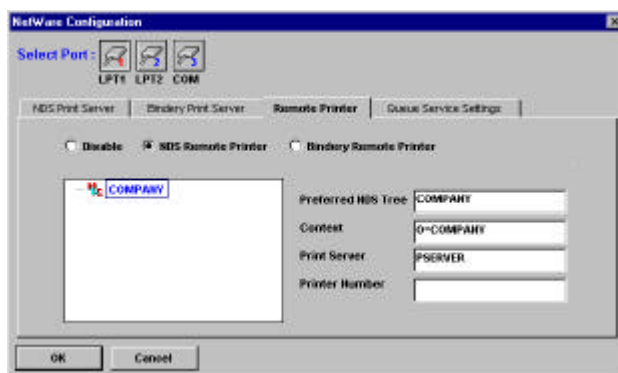 NetWare Configuration
Select Port :
LPT1 LPT2 COM
NDS Print Server Bindery Print Server Remote Printer Queue Service Settings
Disable NDS Remote Printer Bindery Remote Printer
COMPANY
Preferred NDS Tree COMPANY
Context O=COMPANY
Print Server PSERVER
Printer Number
OK Cancel